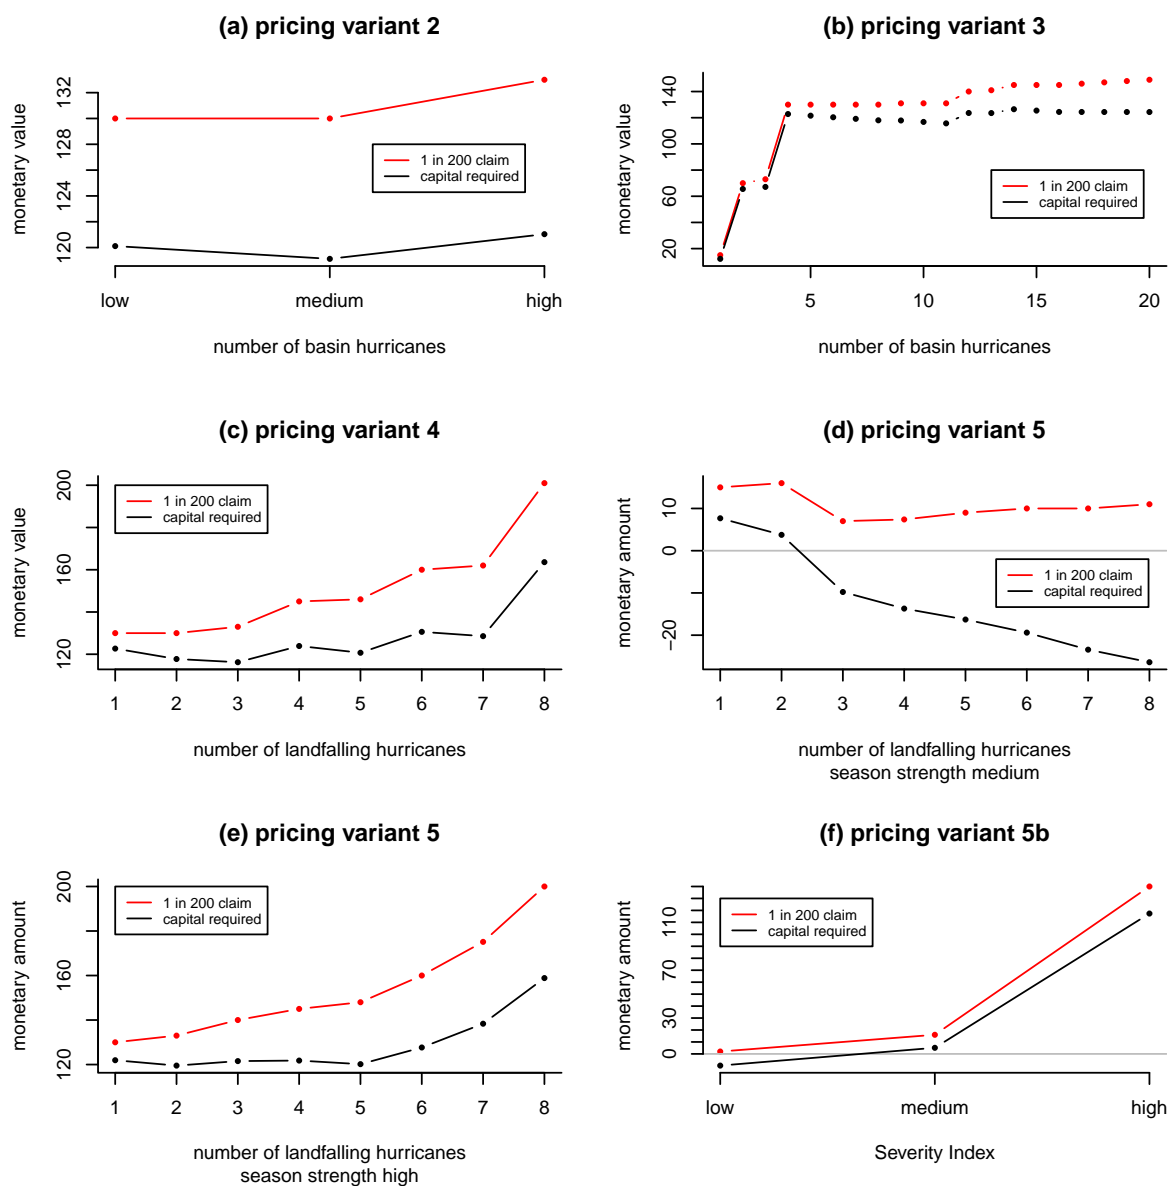 (a) pricing variant 2
monetary value
132
128
124
120
1 in 200 claim
capital required
low medium high
number of basin hurricanes
(b) pricing variant 3
monetary value
140
100
60
20
1 in 200 claim
capital required
5 10 15 20
number of basin hurricanes
(c) pricing variant 4
monetary value
200
160
120
1 in 200 claim
capital required
1 2 3 4 5 6 7 8
number of landfalling hurricanes
(d) pricing variant 5
monetary amount
10
0
−20
1 in 200 claim
capital required
1 2 3 4 5 6 7 8
number of landfalling hurricanes
season strength medium
(e) pricing variant 5
monetary amount
200
160
120
1 in 200 claim
capital required
1 2 3 4 5 6 7 8
number of landfalling hurricanes
season strength high
(f) pricing variant 5b
monetary amount
110
70
30
0
1 in 200 claim
capital required
low medium high
Severity Index